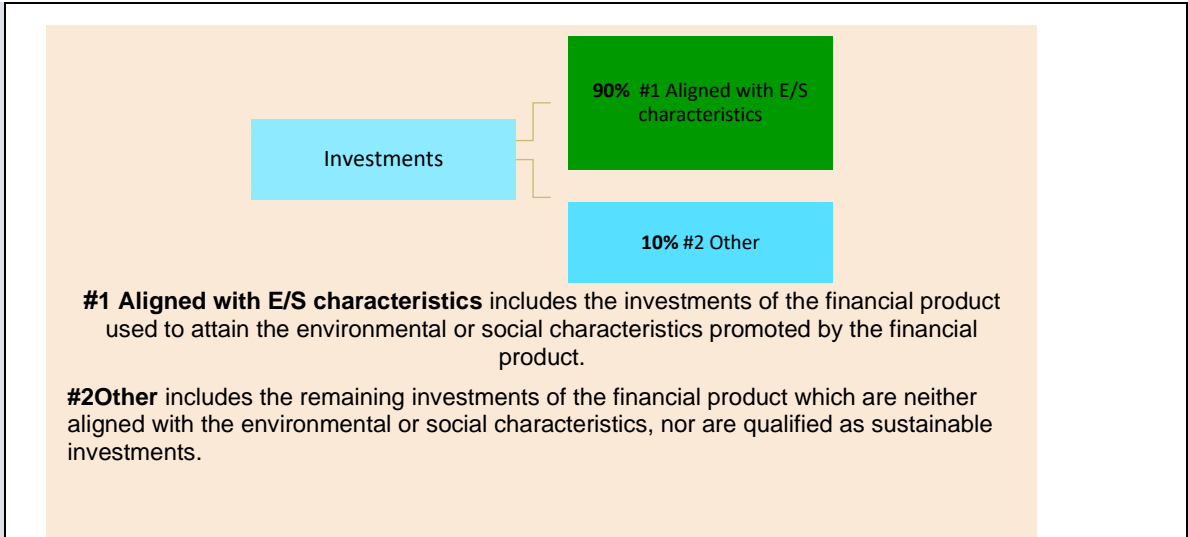 90% #1 Aligned with E/S
characteristics
Investments
10% #2 Other
#1 Aligned with E/S characteristics includes the investments of the financial product
used to attain the environmental or social characteristics promoted by the financial
product.
#2Other includes the remaining investments of the financial product which are neither
aligned with the environmental or social characteristics, nor are qualified as sustainable
investments.